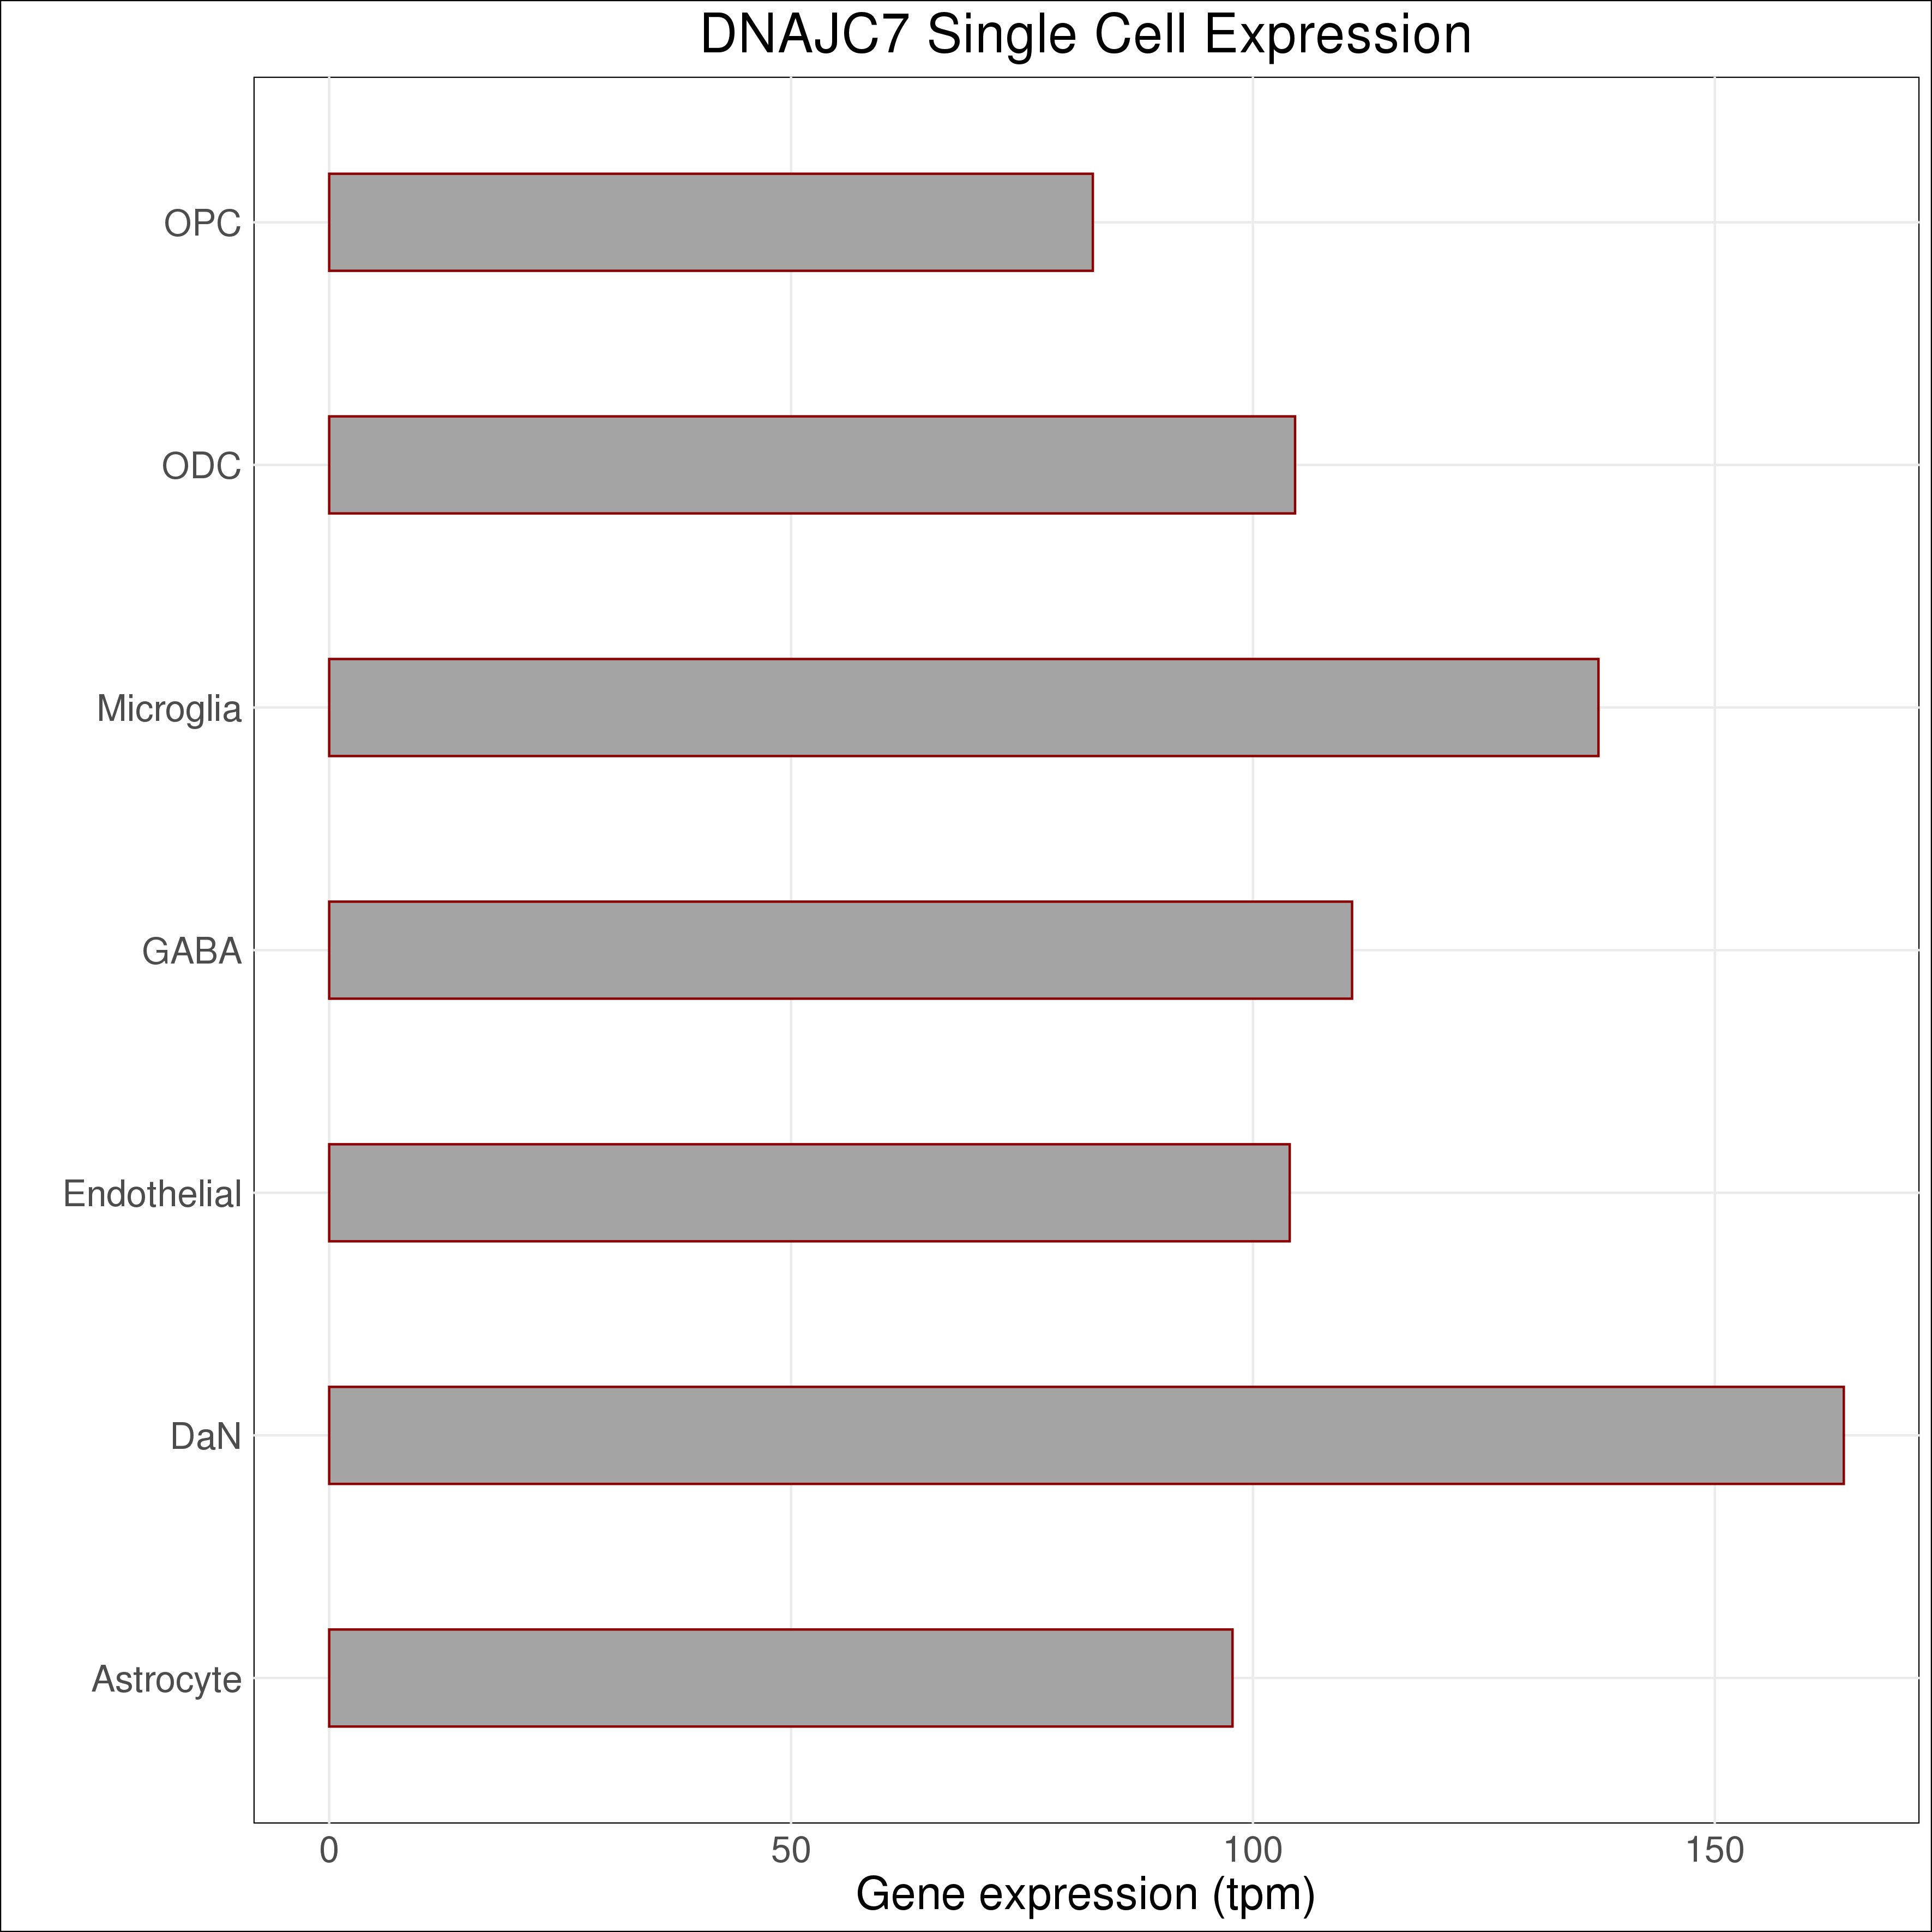 DNAJC7 Single Cell Expression
OPC
ODC
Microglia
GABA
Endothelial
DaN
Astrocyte
0 50 100 150
Gene expression (tpm)